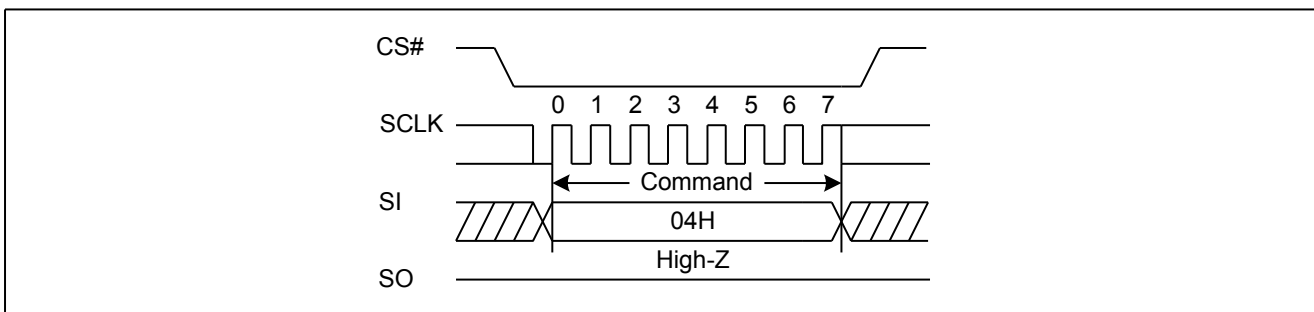 CS#
0 1 2 3 4 5 6 7
SCLK
Command
SI
04H
High-Z
SO